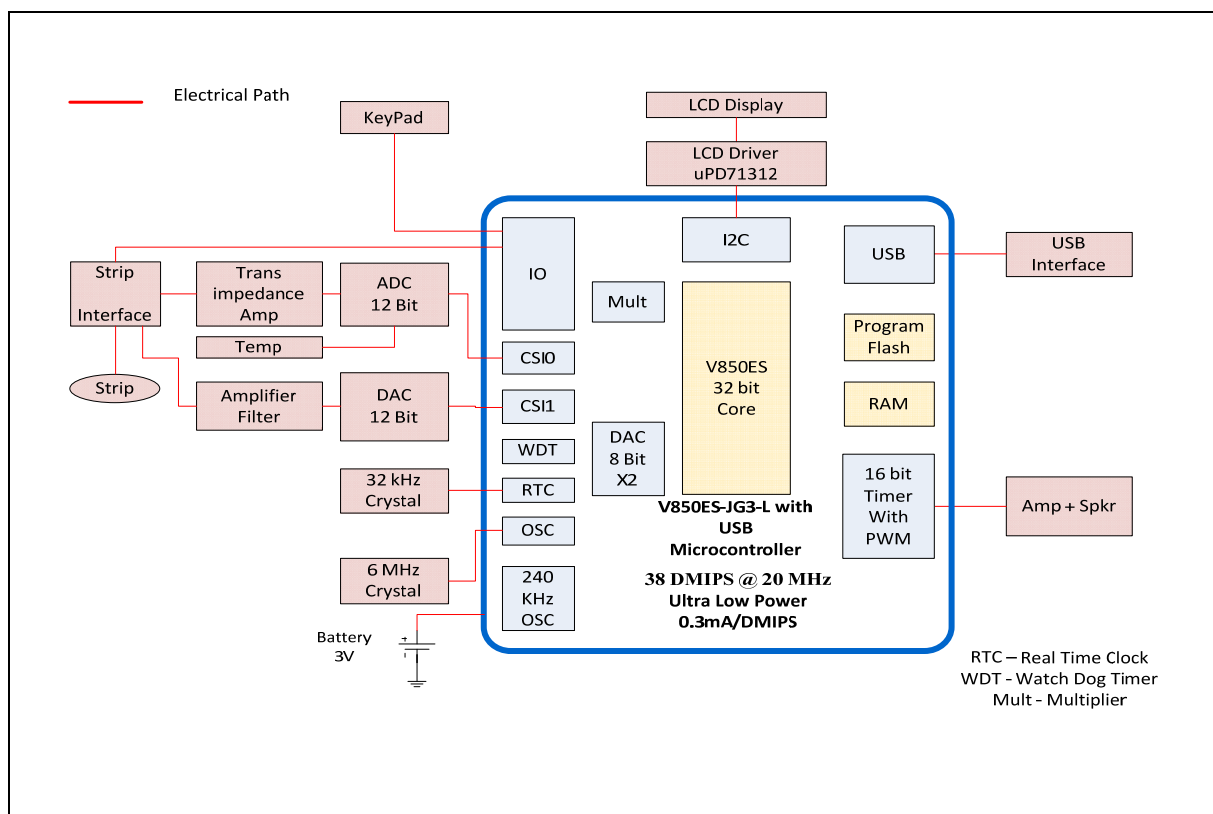 Electrical Path
KeyPad
LCD Display
LCD Driver
uPD71312
IO
I2C
USB
USB
Interface
Strip
Interface
Trans
impedance
Amp
ADC
12 Bit
Mult
Temp
CSI0
V850ES
32 bit
Core
Program
Flash
Strip
Amplifier
Filter
DAC
12 Bit
CSI1
RAM
WDT
DAC
8 Bit
X2
32 kHz
Crystal
RTC
16 bit
Timer
With
PWM
Amp + Spkr
OSC
V850ES-JG3-L with
USB
Microcontroller
6 MHz
Crystal
240
KHz
OSC
38 DMIPS @ 20 MHz
Ultra Low Power
0.3mA/DMIPS
Battery
3V
+
-
RTC – Real Time Clock
WDT - Watch Dog Timer
Mult - Multiplier